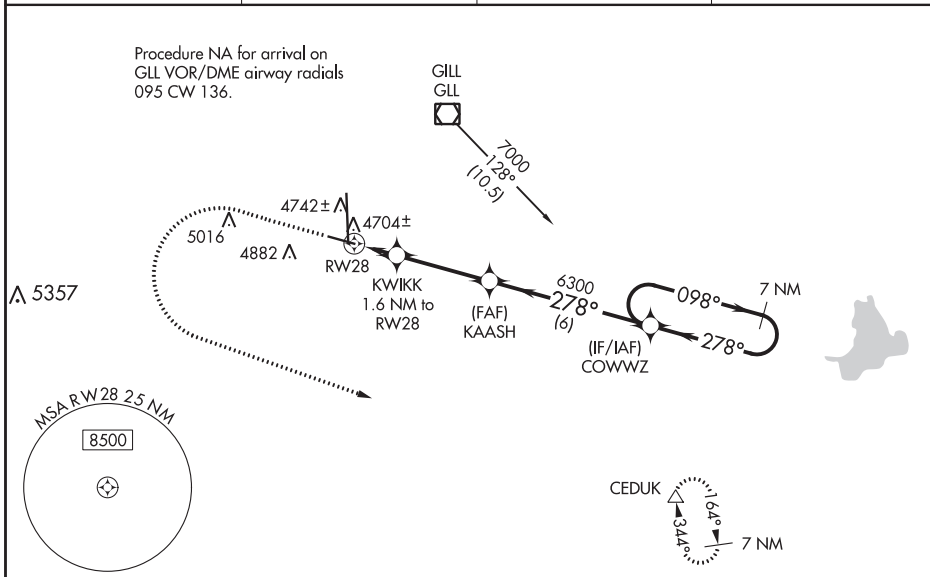 Procedure NA for arrival on
GLL VOR/DME airway radials
095 CW 136.
GILL
GLL
7000
128°
(10.5)
4742±
4704±
5016
4882
RW28
KWIKK
1.6 NM to
RW28
(FAF)
KAASH
6300
278°
(6)
(IF/IAF)
COWWZ
098°
7 NM
278°
5357
MSA RW28 25 NM
8500
CEDUK
164°
344°
7 NM